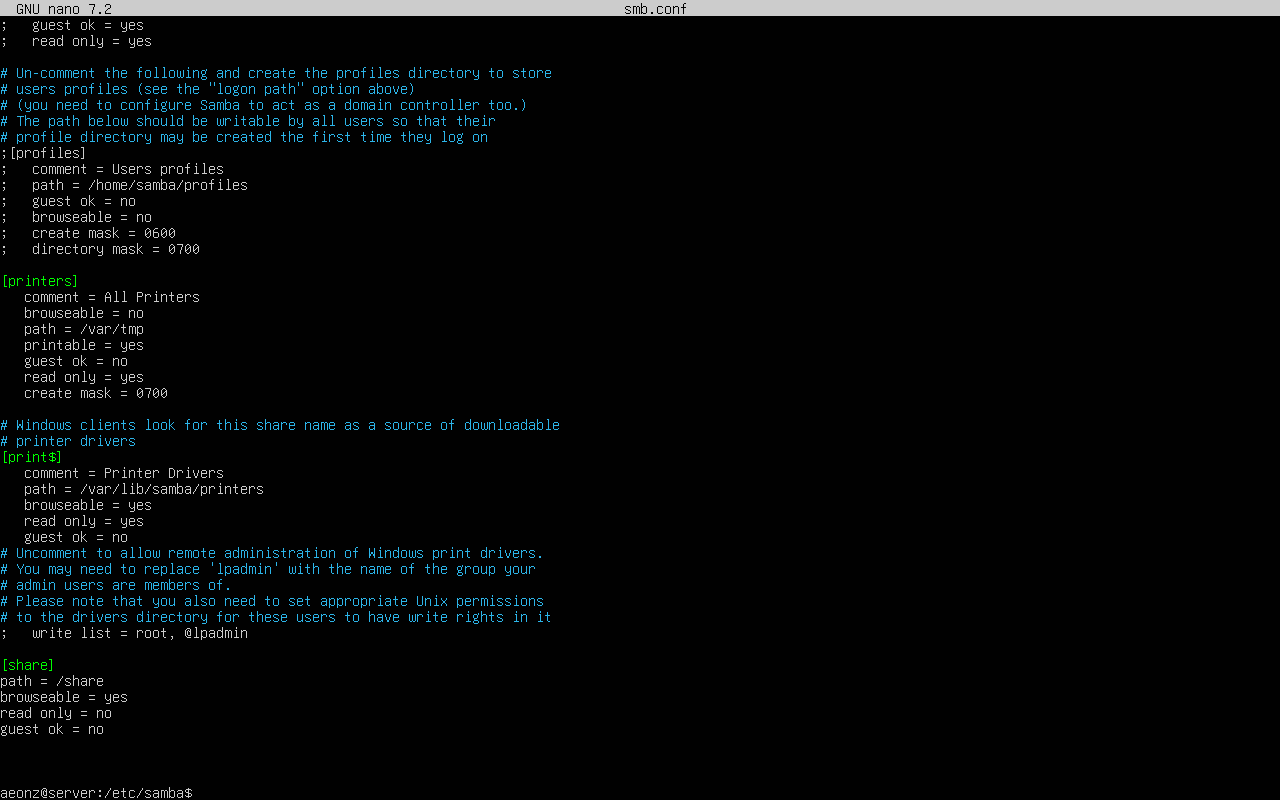 GNU nano 7.2 smb.conf
;   guest ok = yes
;   read only = yes
# Un-comment the following and create the profiles directory to store
# users profiles (see the "logon path" option above)
# (you need to configure Samba to act as a domain controller too.)
# The path below should be writable by all users so that their
# profile directory may be created the first time they log on
;[profiles]
;   comment = Users profiles
;   path = /home/samba/profiles
;   guest ok = no
;   browseable = no
;   create mask = 0600
;   directory mask = 0700
[printers]
   comment = All Printers
   browseable = no
   path = /var/tmp
   printable = yes
   guest ok = no
   read only = yes
   create mask = 0700
# Windows clients look for this share name as a source of downloadable
# printer drivers
[print$]
   comment = Printer Drivers
   path = /var/lib/samba/printers
   browseable = yes
   read only = yes
   guest ok = no
# Uncomment to allow remote administration of Windows print drivers.
# You may need to replace 'lpadmin' with the name of the group your
# admin users are members of.
# Please note that you also need to set appropriate Unix permissions
# to the drivers directory for these users to have write rights in it
;   write list = root, @lpadmin
[share]
path = /share
browseable = yes
read only = no
guest ok = no
aeonz@server:/etc/samba$